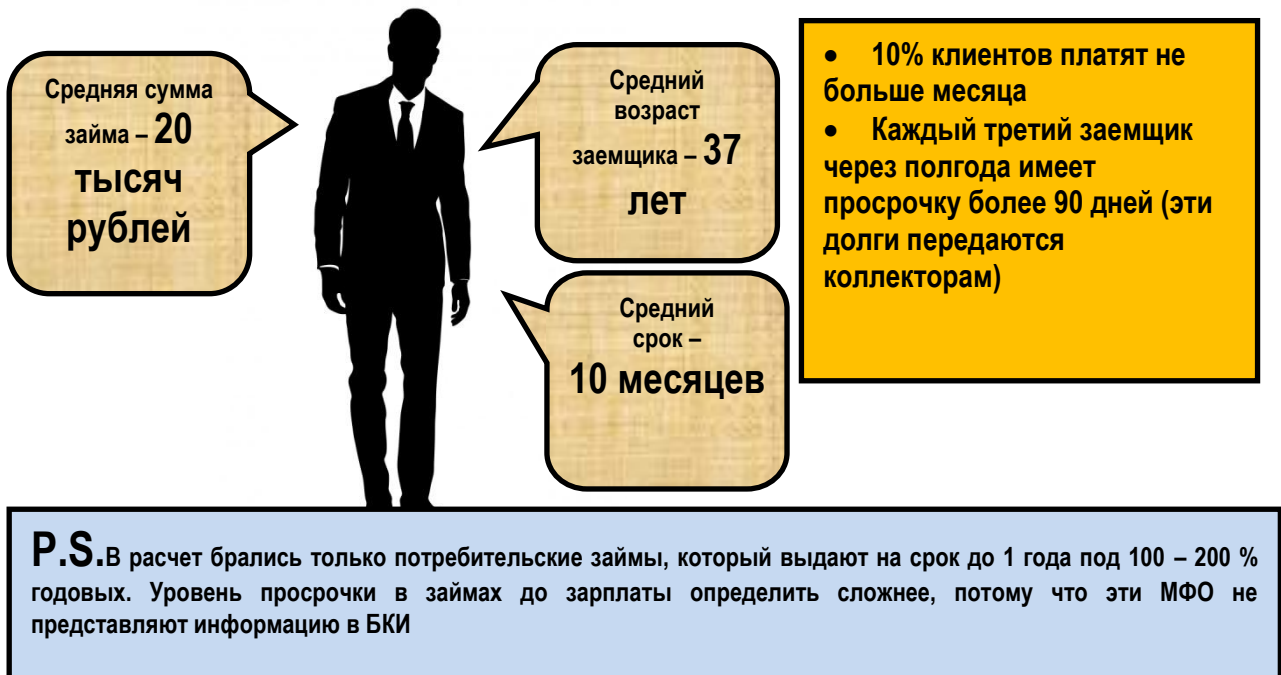 Средняя сумма
займа – 20
тысяч
рублей
Средний
возраст
заемщика – 37
лет
Средний
срок –
10 месяцев
• 10% клиентов платят не
больше месяца
• Каждый третий заемщик
через полгода имеет
просрочку более 90 дней (эти
долги передаются
коллекторам)
P.S.В расчет брались только потребительские займы, который выдают на срок до 1 года под 100 – 200 %
годовых. Уровень просрочки в займах до зарплаты определить сложнее, потому что эти МФО не
представляют информацию в БКИ